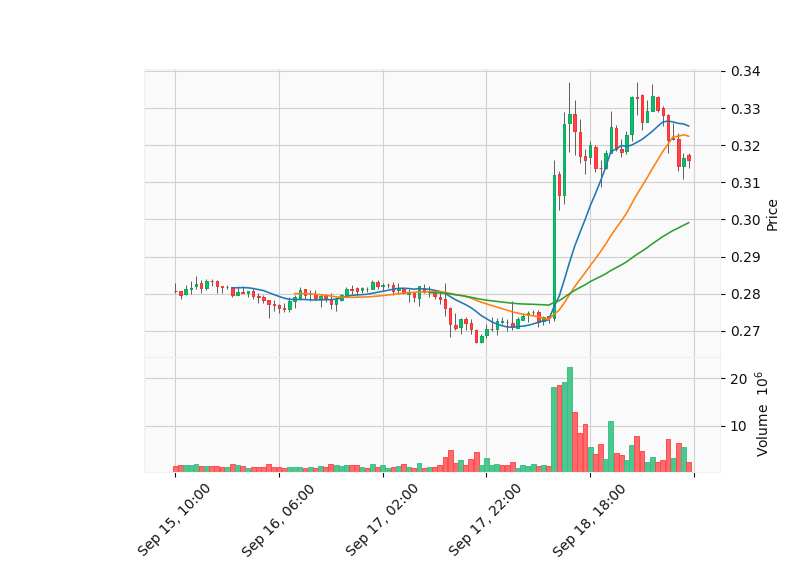 0.34
0.33
0.32
0.31
0.30
0.29
0.28
0.27
Price
20
10
Volume 10⁶
Sep 15, 10:00
Sep 16, 06:00
Sep 17, 02:00
Sep 17, 22:00
Sep 18, 18:00